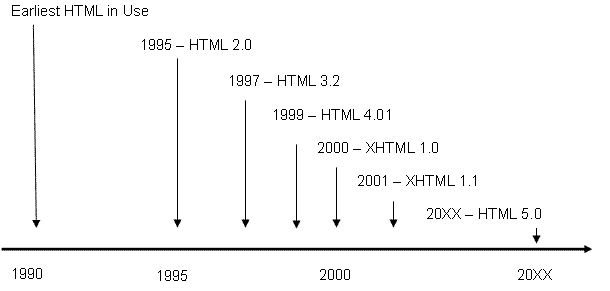 Earliest HTML in Use
1995 – HTML 2.0
1997 – HTML 3.2
1999 – HTML 4.01
2000 – XHTML 1.0
2001 – XHTML 1.1
20XX – HTML 5.0
1990 1995 2000 20XX